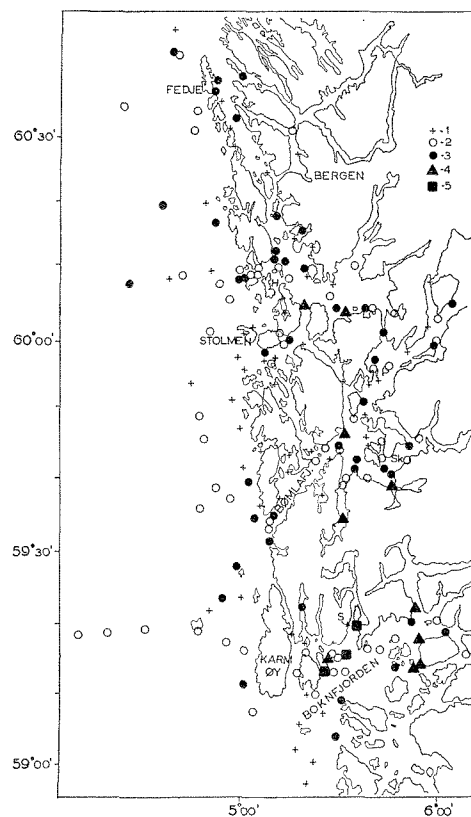 FEDJE
60°30'
+ -1
○ -2
● -3
▲ -4
■ -5
BERGEN
H
60°00'
STOLMEN
Sk
BØMLAFJ
59°30'
S
KARM
ØY
BOKNFJORDEN
59°00'
5°00'
6°00'